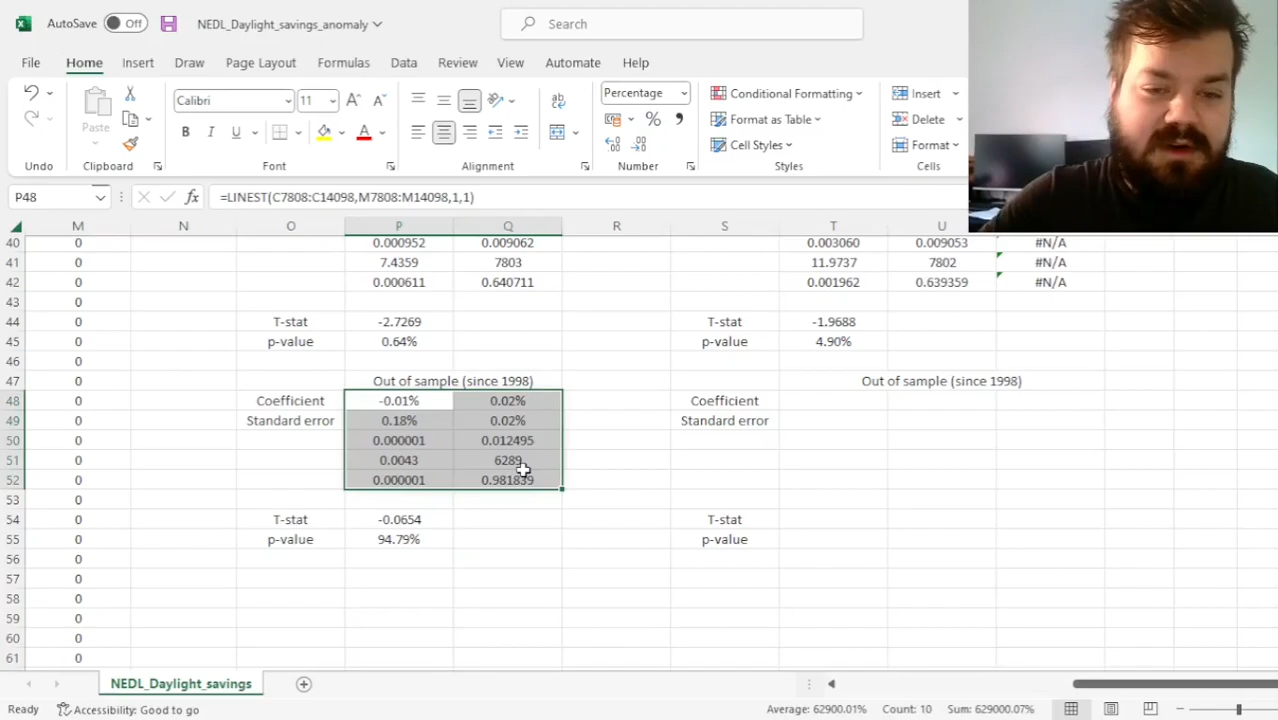 AutoSave Off NEDL_Daylight_savings_anomaly Search
File Home Insert Draw Page Layout Formulas Data Review View Automate Help
Calibri 11 Percentage Conditional Formatting Insert
Paste B I U A Format as Table Delete
Cell Styles Format
Undo Clipboard Font Alignment Number Styles Cells
P48 fx =LINEST(C7808:C14098,M7808:M14098,1,1)
M N O P Q R S T U
40 0 0.000952 0.009062 0.003060 0.009053 #N/A
41 0 7.4359 7803 11.9737 7802 #N/A
42 0 0.000611 0.640711 0.001962 0.639359 #N/A
43 0
44 0 T-stat -2.7269 T-stat -1.9688
45 0 p-value 0.64% p-value 4.90%
46 0
47 0 Out of sample (since 1998) Out of sample (since 1998)
48 0 Coefficient -0.01% 0.02% Coefficient
49 0 Standard error 0.18% 0.02% Standard error
50 0 0.000001 0.012495
51 0 0.0043 6289
52 0 0.000001 0.981839
53 0
54 0 T-stat -0.0654 T-stat
55 0 p-value 94.79% p-value
56 0
57 0
58 0
59 0
60 0
61 0
NEDL_Daylight_savings
Ready Accessibility: Good to go Average: 62900.01% Count: 10 Sum: 629000.07%